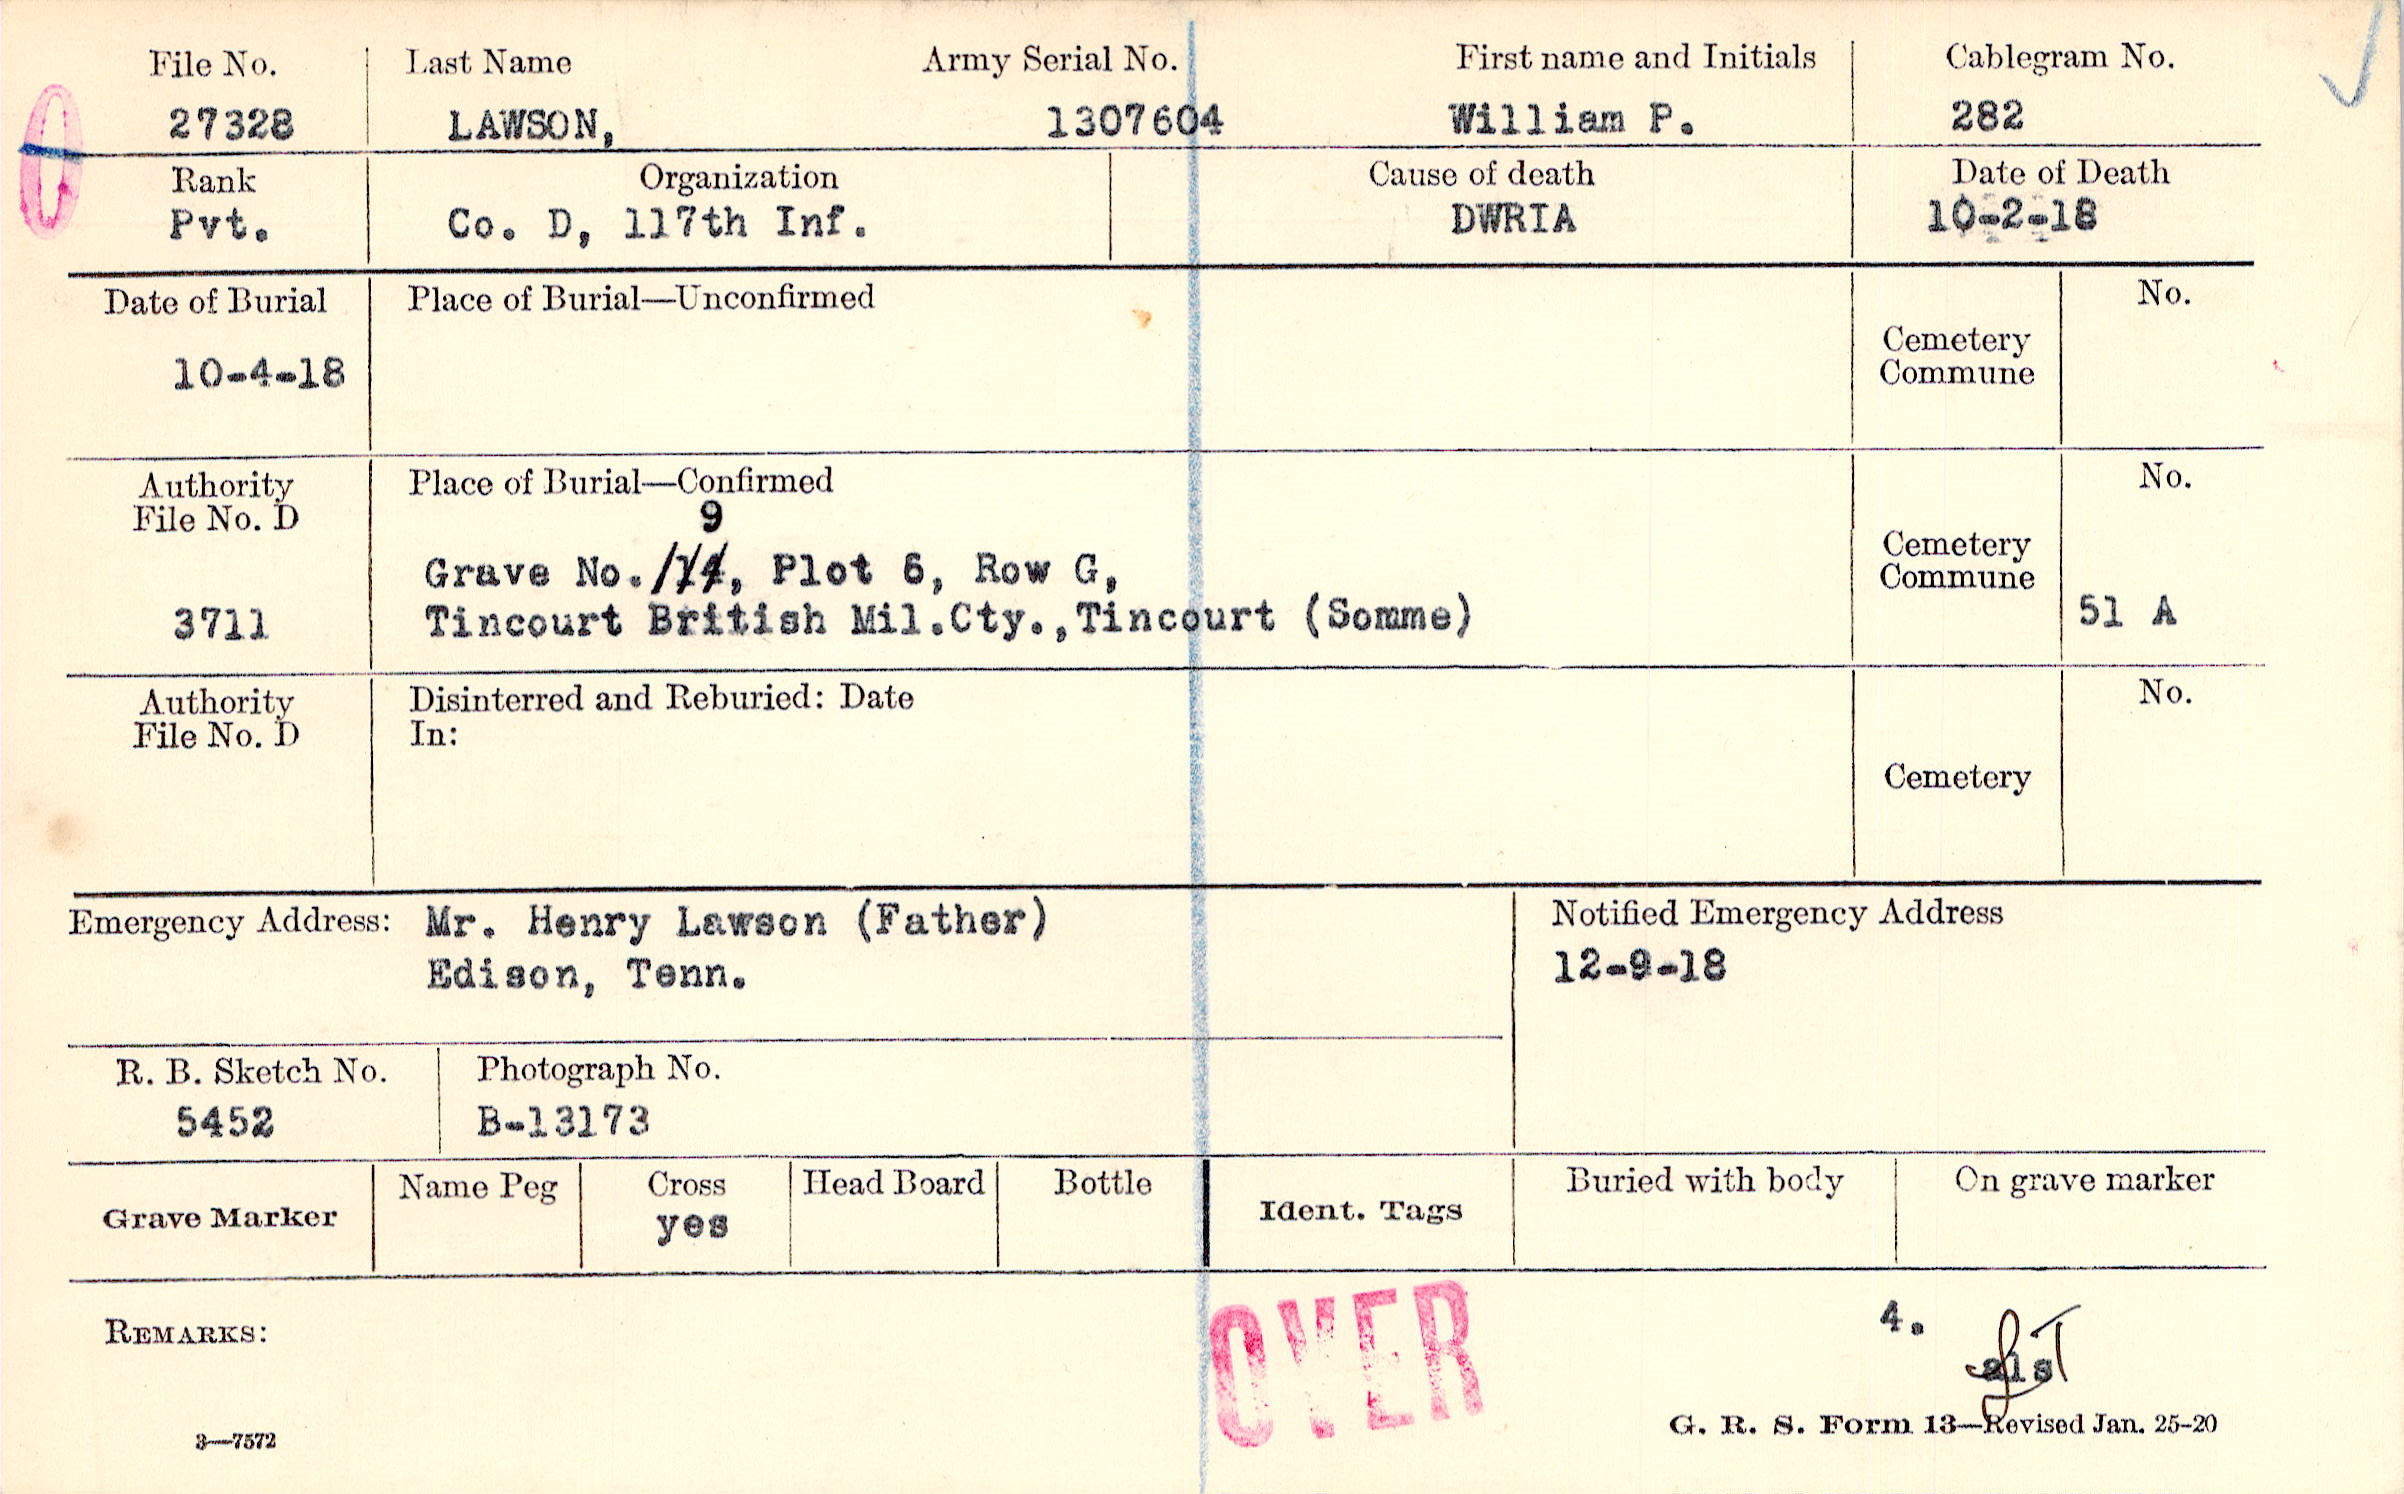 File No. Last Name Army Serial No. First name and Initials Cablegram No.
27328 LAWSON, 1307604 William P. 282
Rank Organization Cause of death Date of Death
Pvt. Co. D, 117th Inf. DWRIA 10-2-18
Date of Burial Place of Burial—Unconfirmed No.
Cemetery
Commune
10-4-18
Authority Place of Burial—Confirmed No.
File No. D
9
Grave No. 14, Plot 6, Row G,
Cemetery
Commune
3711 Tincourt British Mil.Cty.,Tincourt (Somme) 51 A
Authority Disinterred and Reburied: Date No.
File No. D In:
Cemetery
Emergency Address: Mr. Henry Lawson (Father) Notified Emergency Address
Edison, Tenn. 12-9-18
R. B. Sketch No. Photograph No.
5452 B-13173
Grave Marker Name Peg Cross Head Board Bottle Ident. Tags Buried with body On grave marker
yes
REMARKS: OVER 4.
als
3—7572 G. R. S. Form 13—Revised Jan. 25-20